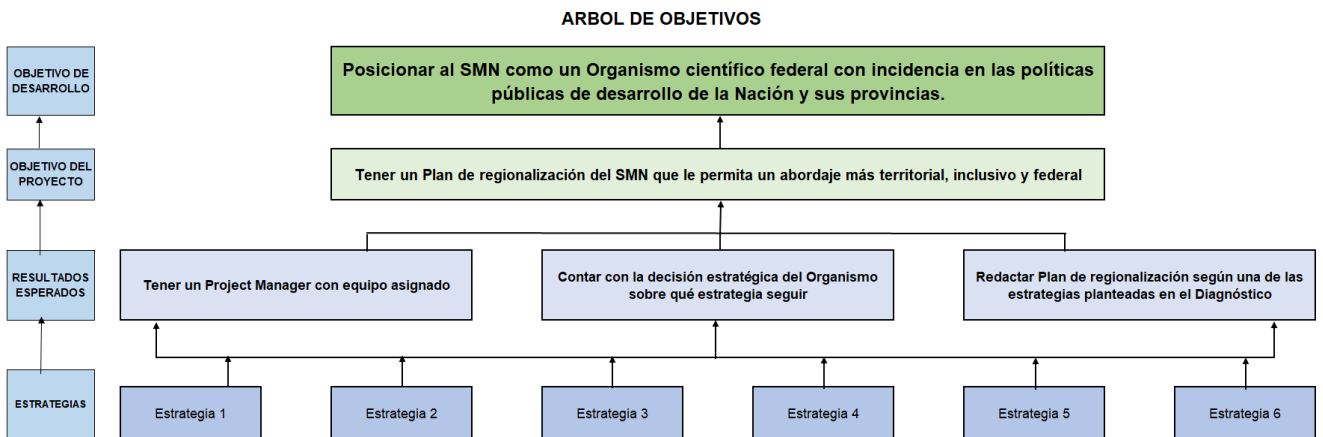 ARBOL DE OBJETIVOS
OBJETIVO DE
DESARROLLO
Posicionar al SMN como un Organismo científico federal con incidencia en las políticas
públicas de desarrollo de la Nación y sus provincias.
OBJETIVO DEL
PROYECTO
Tener un Plan de regionalización del SMN que le permita un abordaje más territorial, inclusivo y federal
RESULTADOS
ESPERADOS
Tener un Project Manager con equipo asignado
Contar con la decisión estratégica del Organismo
sobre qué estrategia seguir
Redactar Plan de regionalización según una de las
estrategias planteadas en el Diagnóstico
ESTRATEGIAS
Estrategia 1
Estrategia 2
Estrategia 3
Estrategia 4
Estrategia 5
Estrategia 6